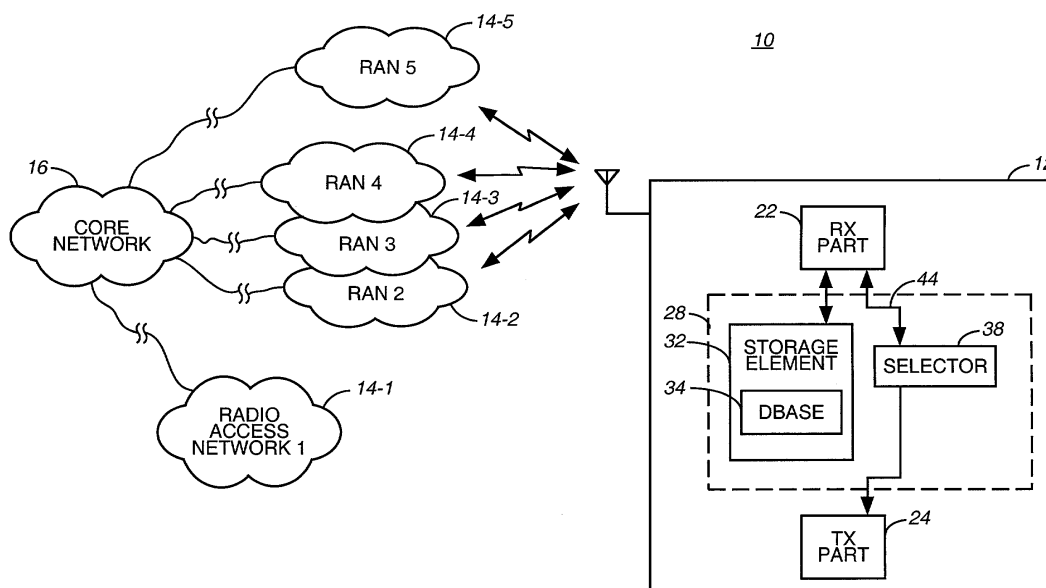 14-5
10
RAN 5
14-4
16
RAN 4
14-3
12
CORE
NETWORK
RAN 3
22
RX
PART
RAN 2
44
14-2
28
38
32
STORAGE
ELEMENT
SELECTOR
14-1
34
DBASE
RADIO
ACCESS
NETWORK 1
24
TX
PART